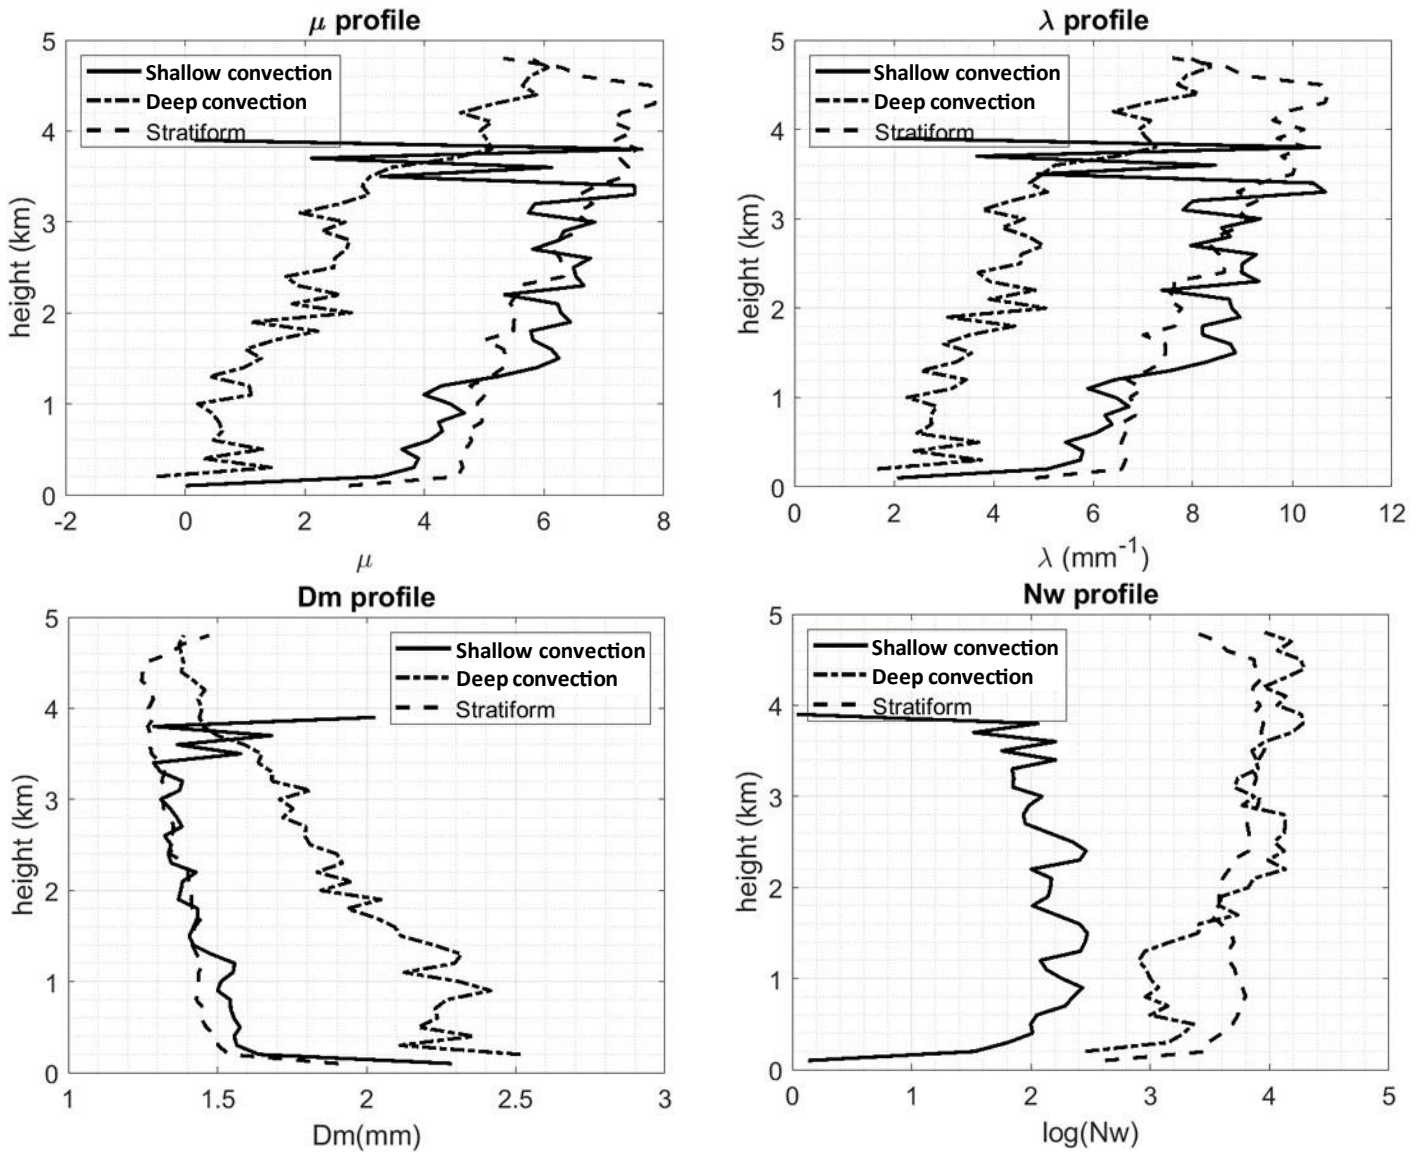 μ profile
5
4
3
2
1
0
height (km)
Shallow convection
Deep convection
Stratiform
-2
0
2
4
6
8
μ
λ profile
5
4
3
2
1
0
height (km)
Shallow convection
Deep convection
Stratiform
0
2
4
6
8
10
12
λ (mm⁻¹)
Dm profile
5
4
3
2
1
0
height (km)
Shallow convection
Deep convection
Stratiform
1
1.5
2
2.5
3
Dm(mm)
Nw profile
5
4
3
2
1
0
height (km)
Shallow convection
Deep convection
Stratiform
0
1
2
3
4
5
log(Nw)